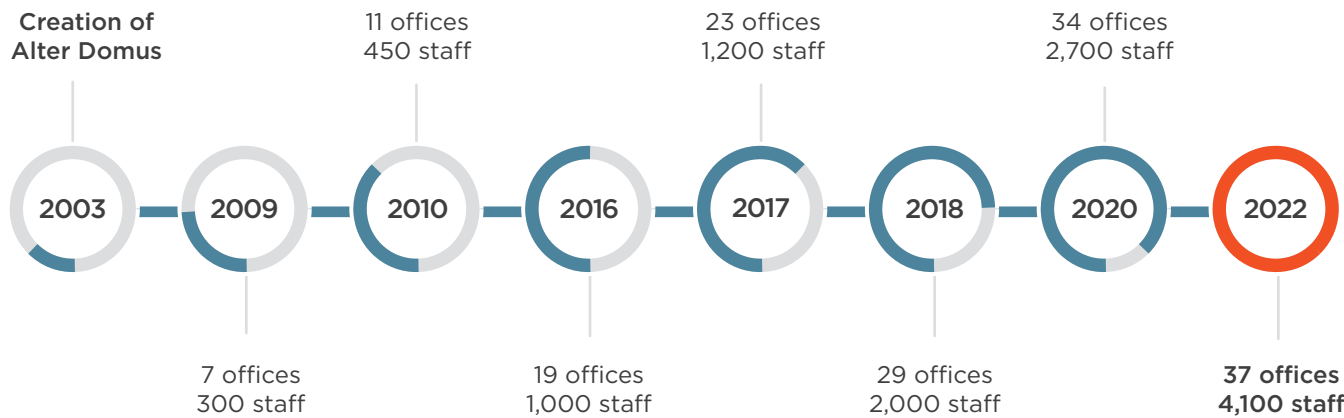 Creation of
Alter Domus
11 offices
450 staff
23 offices
1,200 staff
34 offices
2,700 staff
2003
2009
2010
2016
2017
2018
2020
2022
7 offices
300 staff
19 offices
1,000 staff
29 offices
2,000 staff
37 offices
4,100 staff